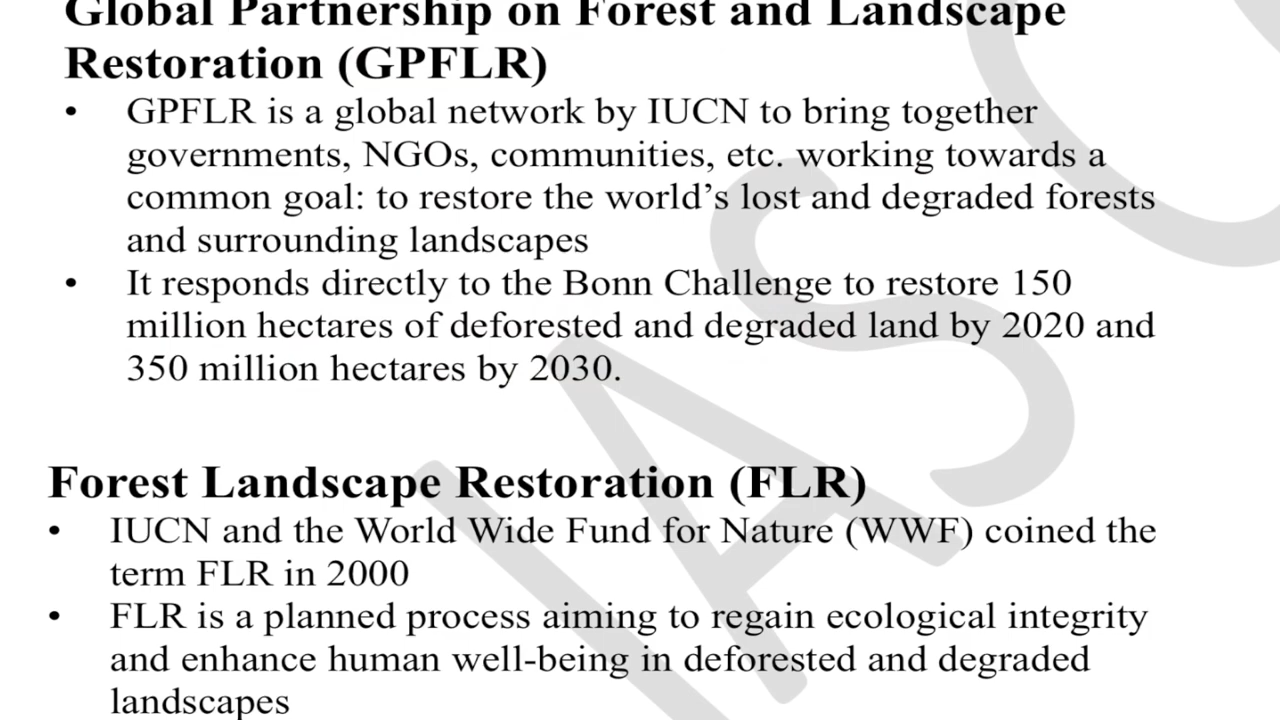 Global Partnership on Forest and Landscape
Restoration (GPFLR)
• GPFLR is a global network by IUCN to bring together
governments, NGOs, communities, etc. working towards a
common goal: to restore the world’s lost and degraded forests
and surrounding landscapes
• It responds directly to the Bonn Challenge to restore 150
million hectares of deforested and degraded land by 2020 and
350 million hectares by 2030.
Forest Landscape Restoration (FLR)
• IUCN and the World Wide Fund for Nature (WWF) coined the
term FLR in 2000
• FLR is a planned process aiming to regain ecological integrity
and enhance human well-being in deforested and degraded
landscapes
IAS